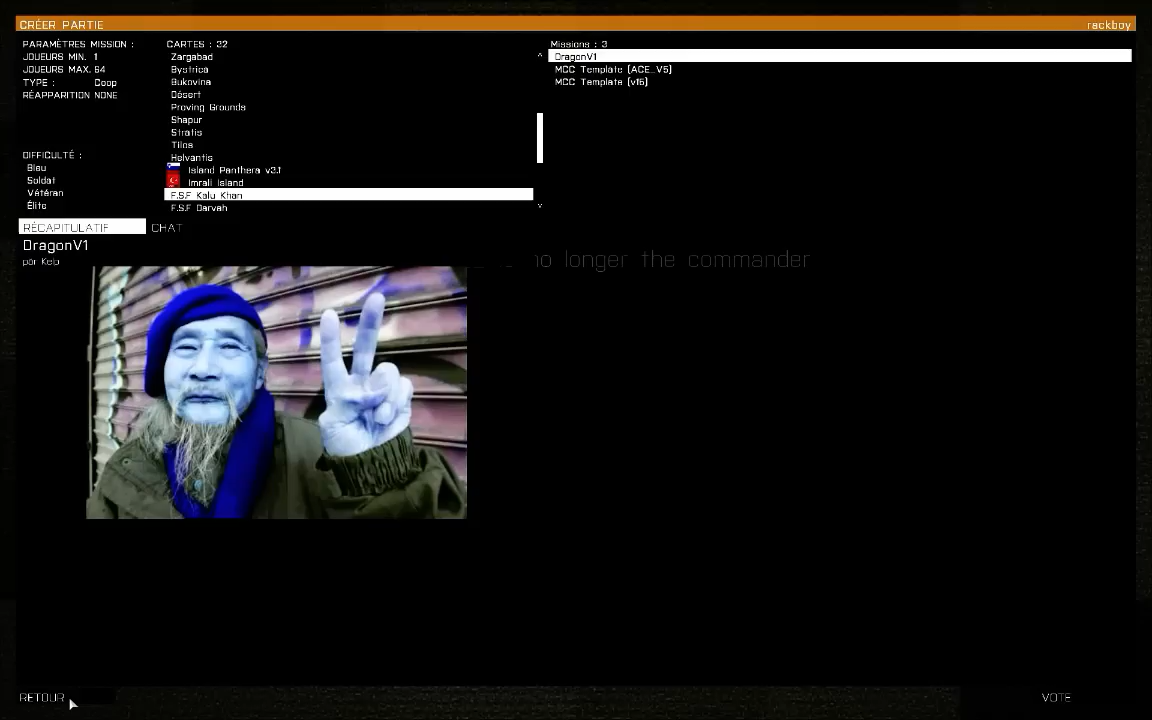 CRÉER PARTIE
rackboy
PARAMÈTRES MISSION :
JOUEURS MIN. 1
JOUEURS MAX. 64
TYPE : Coop
RÉAPPARITION NONE
DIFFICULTÉ :
Bleu
Soldat
Vétéran
Élite
CARTES : 32
Zargabad
Bystrica
Bukovina
Désert
Proving Grounds
Shapur
Stratis
Tilos
Helvantis
Island Panthera v3.1
Imrali Island
F.S.F Kalu Khan
F.S.F Darvah
Missions : 3
DragonV1
MCC Template (ACE_V5)
MCC Template (v15)
RÉCAPITULATIF
CHAT
DragonV1
par Kelp
no longer the commander
RETOUR
VOTE